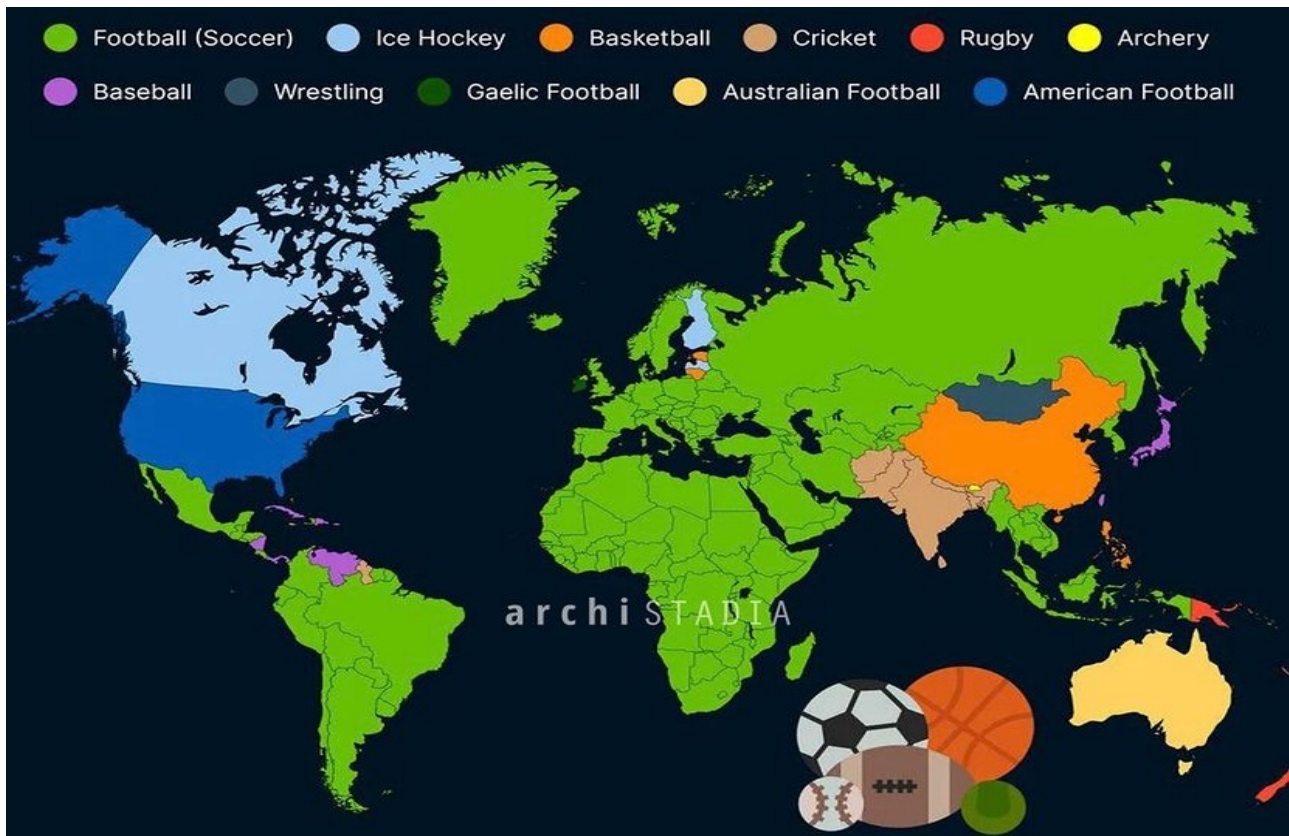 Football (Soccer) Ice Hockey Basketball Cricket Rugby Archery
Baseball Wrestling Gaelic Football Australian Football American Football
archiSTADIA